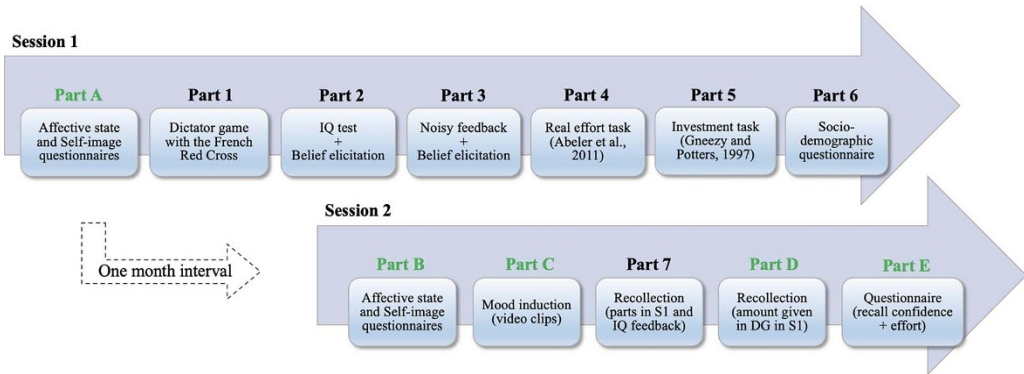 Session 1
Part A
Affective state
and Self-image
questionnaires
Part 1
Dictator game
with the French
Red Cross
Part 2
IQ test
+
Belief elicitation
Part 3
Noisy feedback
+
Belief elicitation
Part 4
Real effort task
(Abeler et al.,
2011)
Part 5
Investment task
(Gneezy and
Potters, 1997)
Part 6
Socio-
demographic
questionnaire
One month interval
Session 2
Part B
Affective state
and Self-image
questionnaires
Part C
Mood induction
(video clips)
Part 7
Recollection
(parts in S1 and
IQ feedback)
Part D
Recollection
(amount given
in DG in S1)
Part E
Questionnaire
(recall confidence
+ effort)